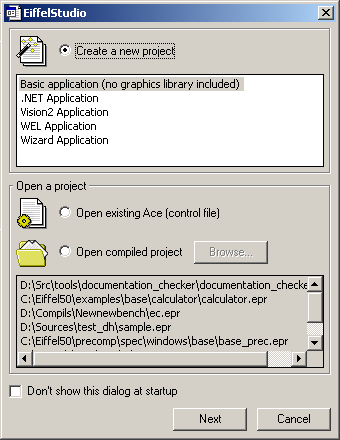 EiffelStudio
Create a new project
Basic application (no graphics library included)
.NET Application
Vision2 Application
WEL Application
Wizard Application
Open a project
Open existing Ace (control file)
Open compiled project
Browse...
D:\Src\tools\documentation_checker\documentation_checke
C:\Eiffel50\examples\base\calculator\calculator.epr
D:\Compils\Newnewbench\ec.epr
D:\Sources\test_dh\sample.epr
C:\Eiffel50\precomp\spec\windows\base\base_prec.epr
Don't show this dialog at startup
Next
Cancel